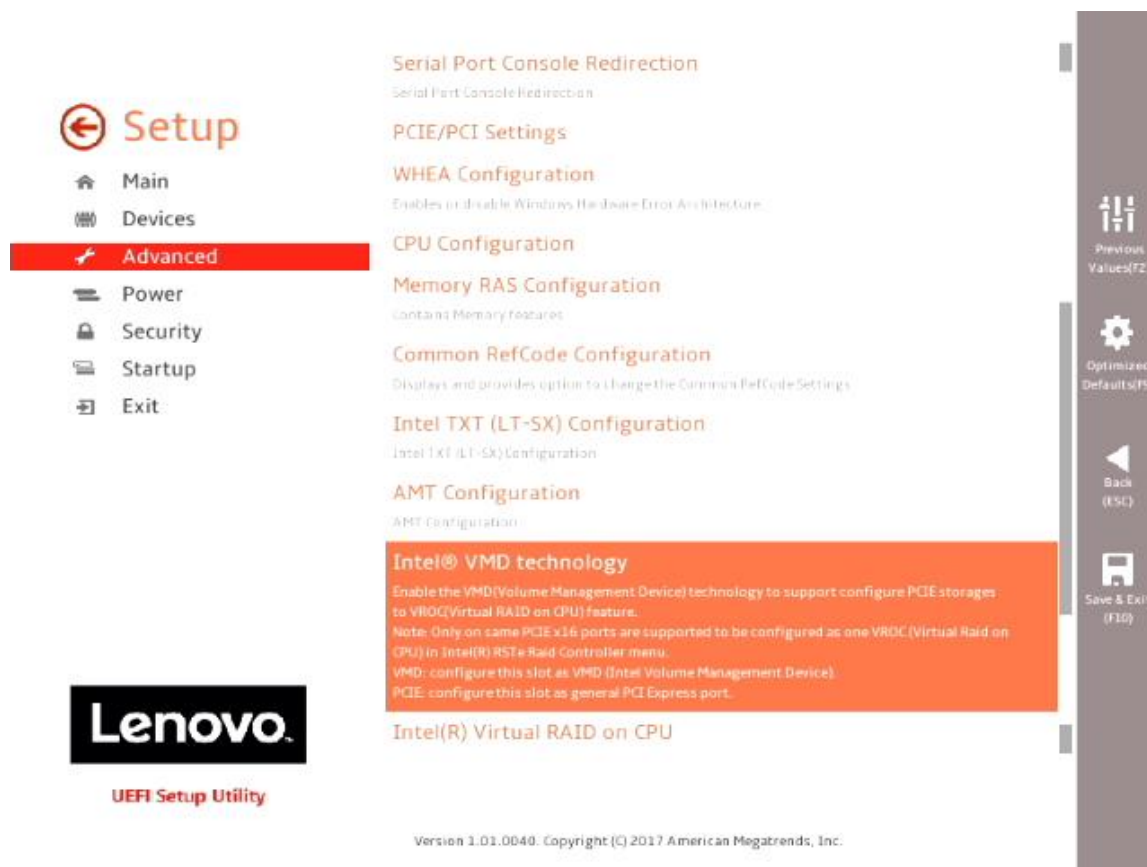 Setup
Main
Devices
Advanced
Power
Security
Startup
Exit
Lenovo.
UEFI Setup Utility
Serial Port Console Redirection
Serial Port Console Redirection
PCIE/PCI Settings
WHEA Configuration
Enables or disable Windows Hardware Error Architecture.
CPU Configuration
Memory RAS Configuration
Contains Memory features
Common RefCode Configuration
Displays and provides option to change the Common RefCode Settings
Intel TXT (LT-SX) Configuration
Intel TXT (LT-SX) Configuration
AMT Configuration
AMT Configuration
Intel® VMD technology
Enable the VMD(Volume Management Device) technology to support configure PCIE storages
to VROC(Virtual RAID on CPU) feature.
Note: Only on same PCIE x16 ports are supported to be configured as one VROC (Virtual Raid on
CPU) in Intel(R) RSTe Raid Controller menu.
VMD: configure this slot as VMD (Intel Volume Management Device).
PCIE: configure this slot as general PCI Express port.
Intel(R) Virtual RAID on CPU
Previous
Values(F2
Optimized
Defaults(F9
Back
(ESC)
Save & Exi
(F10)
Version 1.01.0040. Copyright (C) 2017 American Megatrends, Inc.